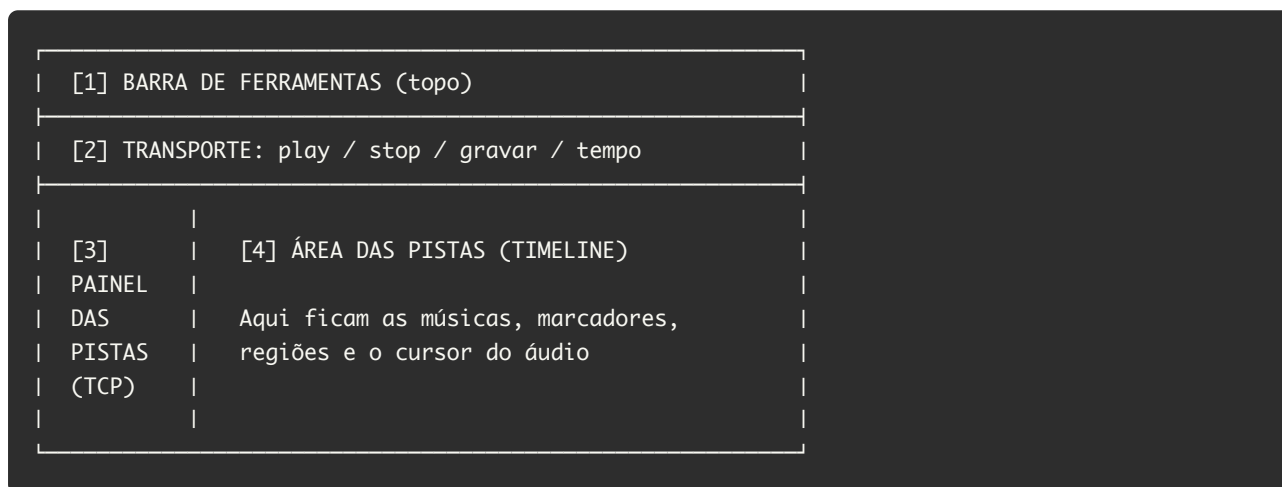 [1] BARRA DE FERRAMENTAS (topo)
[2] TRANSPORTE: play / stop / gravar / tempo
[3] [4] ÁREA DAS PISTAS (TIMELINE)
PAINEL
DAS Aqui ficam as músicas, marcadores,
PISTAS regiões e o cursor do áudio
(TCP)